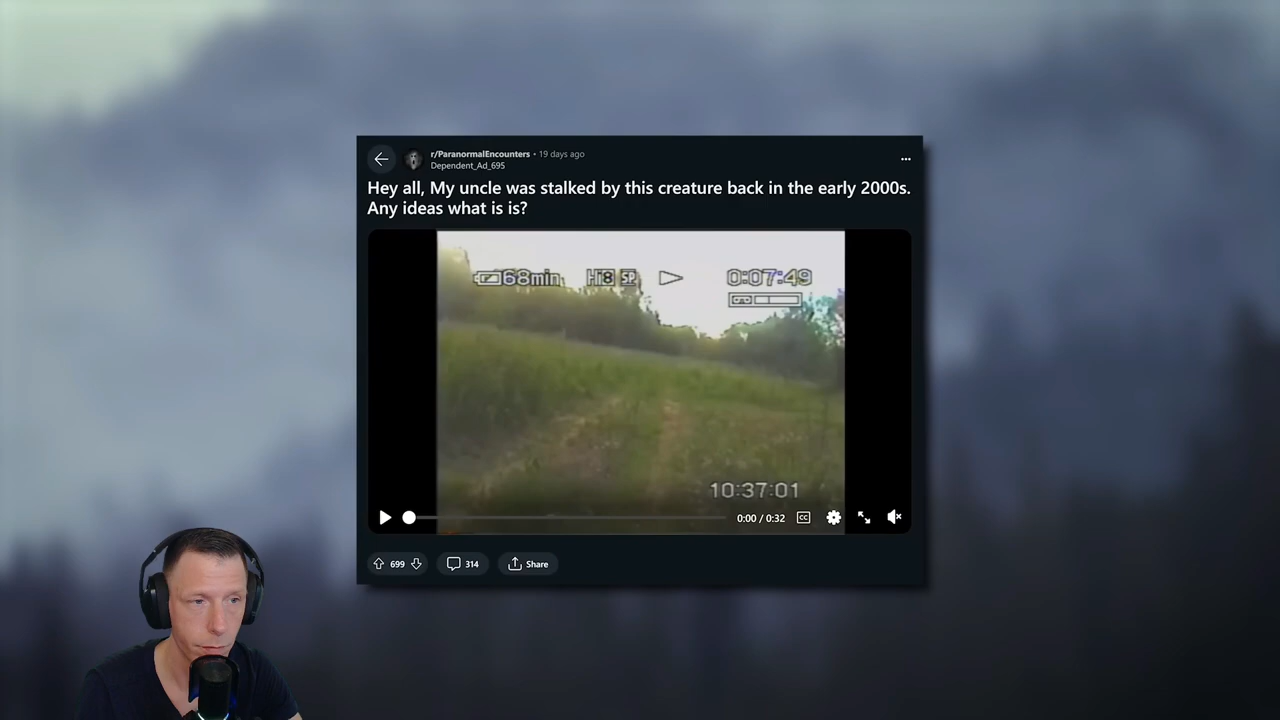 r/ParanormalEncounters • 19 days ago
Dependent_Ad_695
Hey all, My uncle was stalked by this creature back in the early 2000s.
Any ideas what is is?
68min Hi8 SP 0:07:49
10:37:01
0:00 / 0:32 CC
699 314 Share